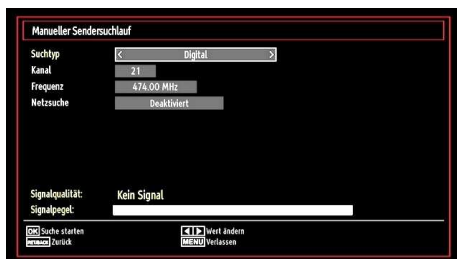 Manueller Sendersuchlauf
Suchtyp < Digital >
Kanal 21
Frequenz 474.00 MHz
Netzsuche Deaktiviert
Signalqualität: Kein Signal
Signalpegel:
OK Suche starten ◀ ▶ Wert ändern
Zurück MENU Verlassen